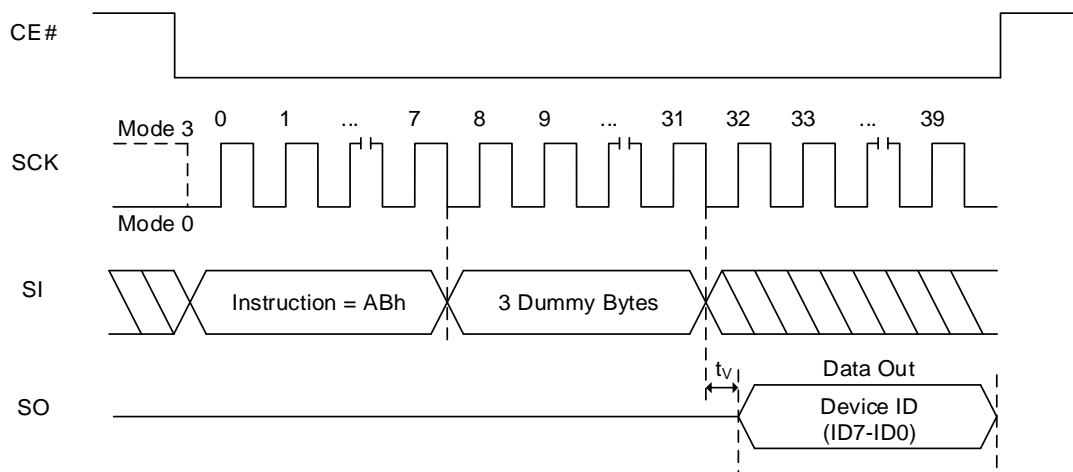 CE#
Mode 3
0 1 ... 7 8 9 ... 31 32 33 ... 39
SCK
Mode 0
SI
Instruction = ABh
3 Dummy Bytes
tV
Data Out
SO
Device ID
(ID7-ID0)